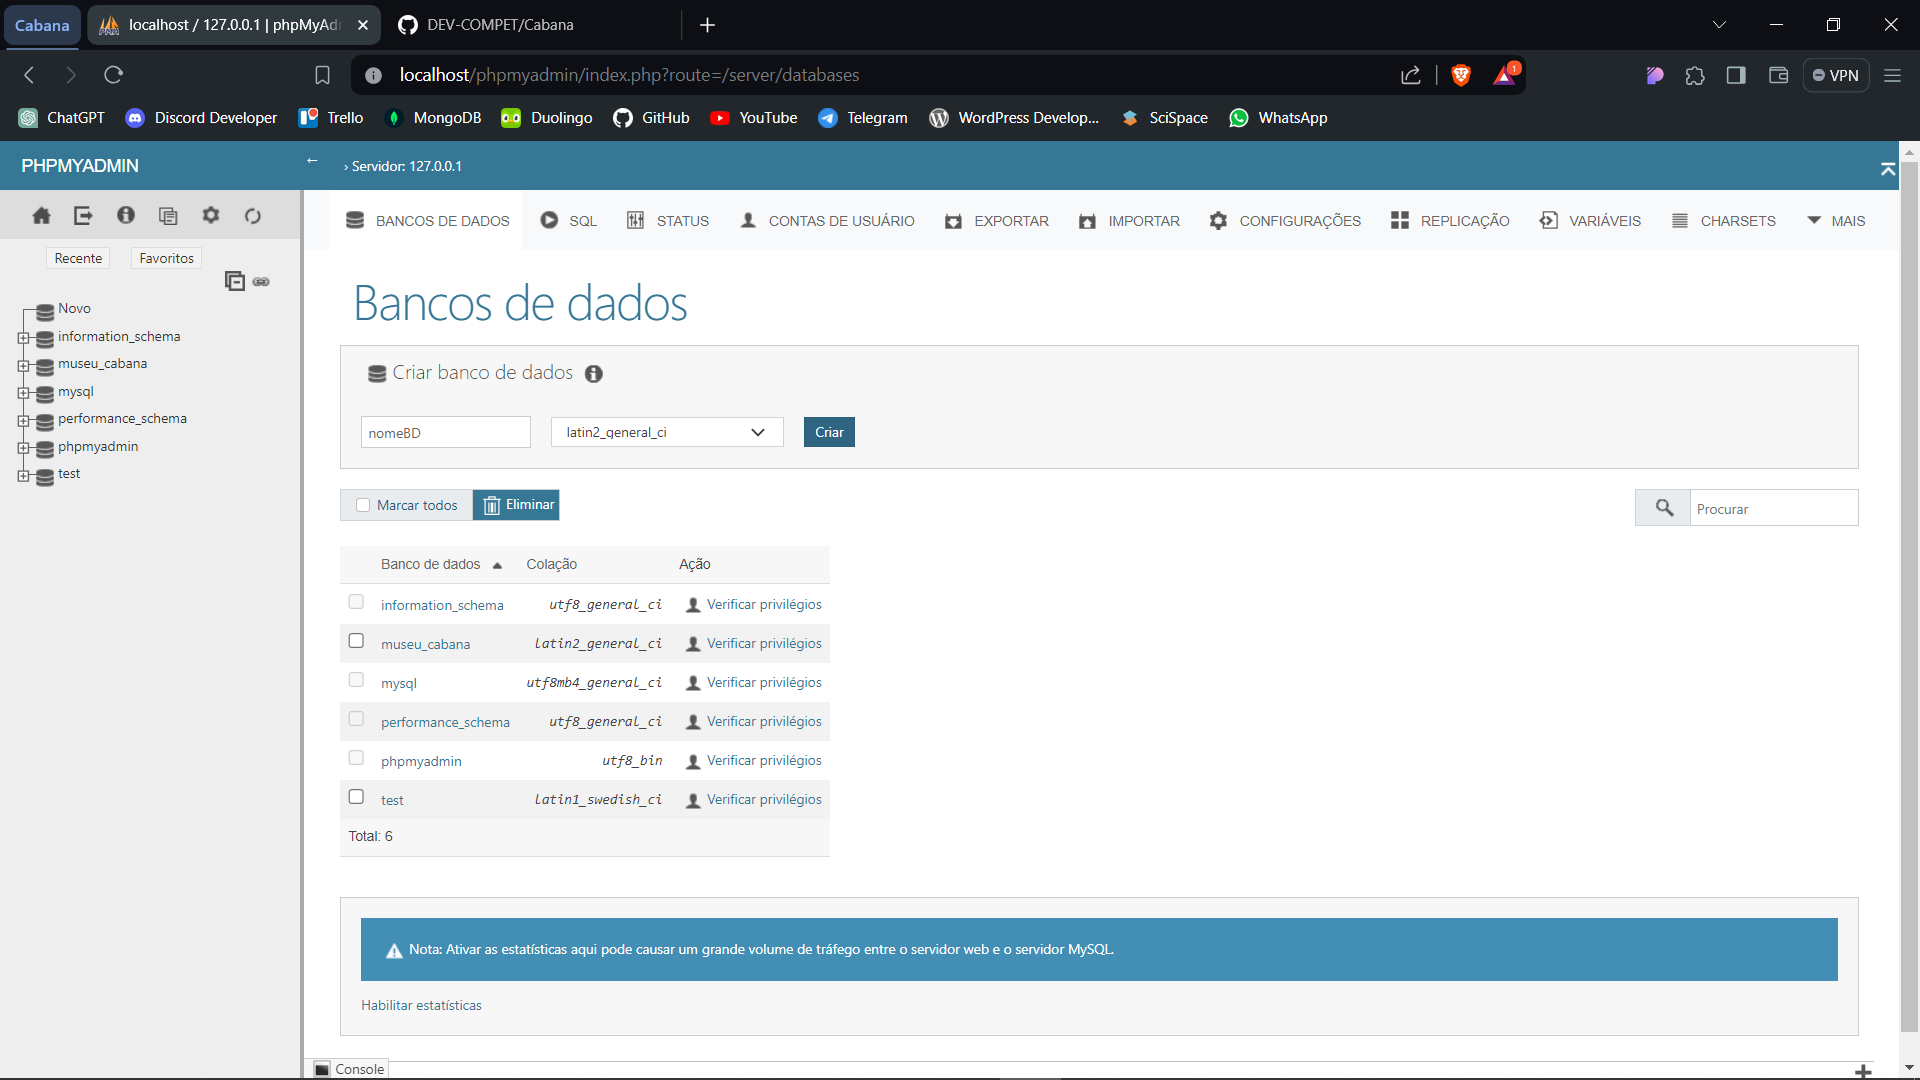 Cabana
localhost / 127.0.0.1 | phpMyAd
DEV-COMPET/Cabana
localhost/phpmyadmin/index.php?route=/server/databases
1
VPN
ChatGPT
Discord Developer
Trello
MongoDB
Duolingo
GitHub
YouTube
Telegram
WordPress Develop...
SciSpace
WhatsApp
PHPMYADMIN
← › Servidor: 127.0.0.1
BANCOS DE DADOS
SQL
STATUS
CONTAS DE USUÁRIO
EXPORTAR
IMPORTAR
CONFIGURAÇÕES
REPLICAÇÃO
VARIÁVEIS
CHARSETS
MAIS
Recente
Favoritos
Novo
information_schema
museu_cabana
mysql
performance_schema
phpmyadmin
test
Bancos de dados
Criar banco de dados
nomeBD
latin2_general_ci
Criar
Marcar todos
Eliminar
Procurar
Banco de dados Colação Ação
information_schema utf8_general_ci Verificar privilégios
museu_cabana latin2_general_ci Verificar privilégios
mysql utf8mb4_general_ci Verificar privilégios
performance_schema utf8_general_ci Verificar privilégios
phpmyadmin utf8_bin Verificar privilégios
test latin1_swedish_ci Verificar privilégios
Total: 6
Nota: Ativar as estatísticas aqui pode causar um grande volume de tráfego entre o servidor web e o servidor MySQL.
Habilitar estatísticas
Console